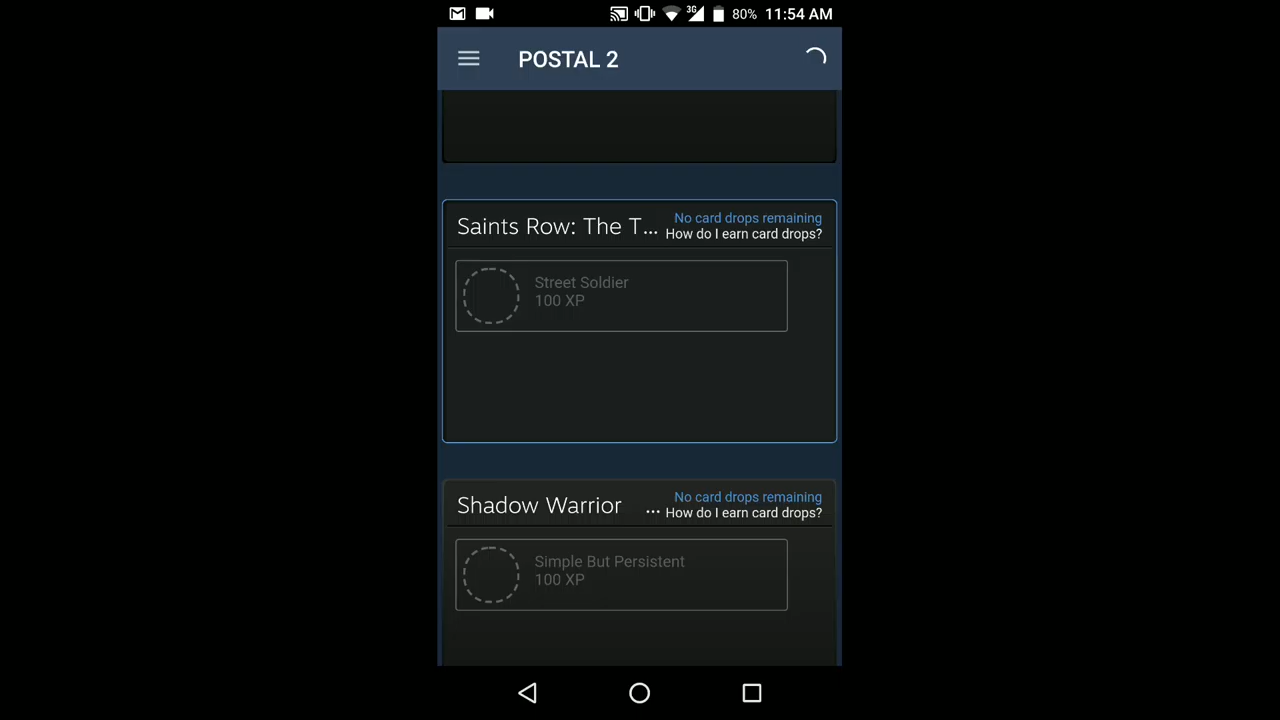 3G 80% 11:54 AM
POSTAL 2
Saints Row: The T...
No card drops remaining
How do I earn card drops?
Street Soldier
100 XP
Shadow Warrior ...
No card drops remaining
How do I earn card drops?
Simple But Persistent
100 XP